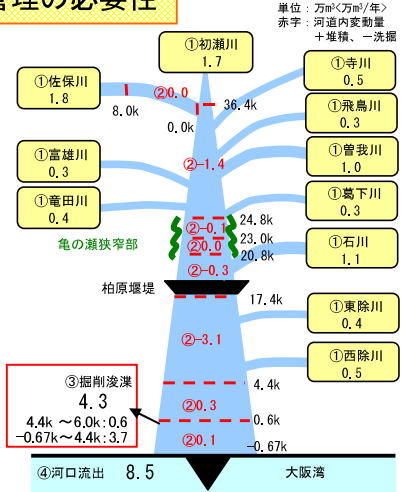 管理の必要性
単位：万m³<万m³/年>
赤字：河道内変動量
＋堆積、－洗掘
①初瀬川
1.7
①佐保川
1.8
②0.0
8.0k
0.0k
36.4k
①寺川
0.5
①飛鳥川
0.3
①富雄川
0.3
②-1.4
①曽我川
1.0
①竜田川
0.4
①葛下川
0.3
亀の瀬狭窄部
②-0.1
24.8k
②0.0
23.0k
20.8k
②-0.3
①石川
1.1
柏原堰堤
17.4k
①東除川
0.4
②-3.1
①西除川
0.5
③掘削浚渫
4.3
4.4k ～6.0k:0.6
-0.67k～4.4k:3.7
4.4k
②0.3
0.6k
②0.1
-0.67k
④河口流出 8.5
大阪湾